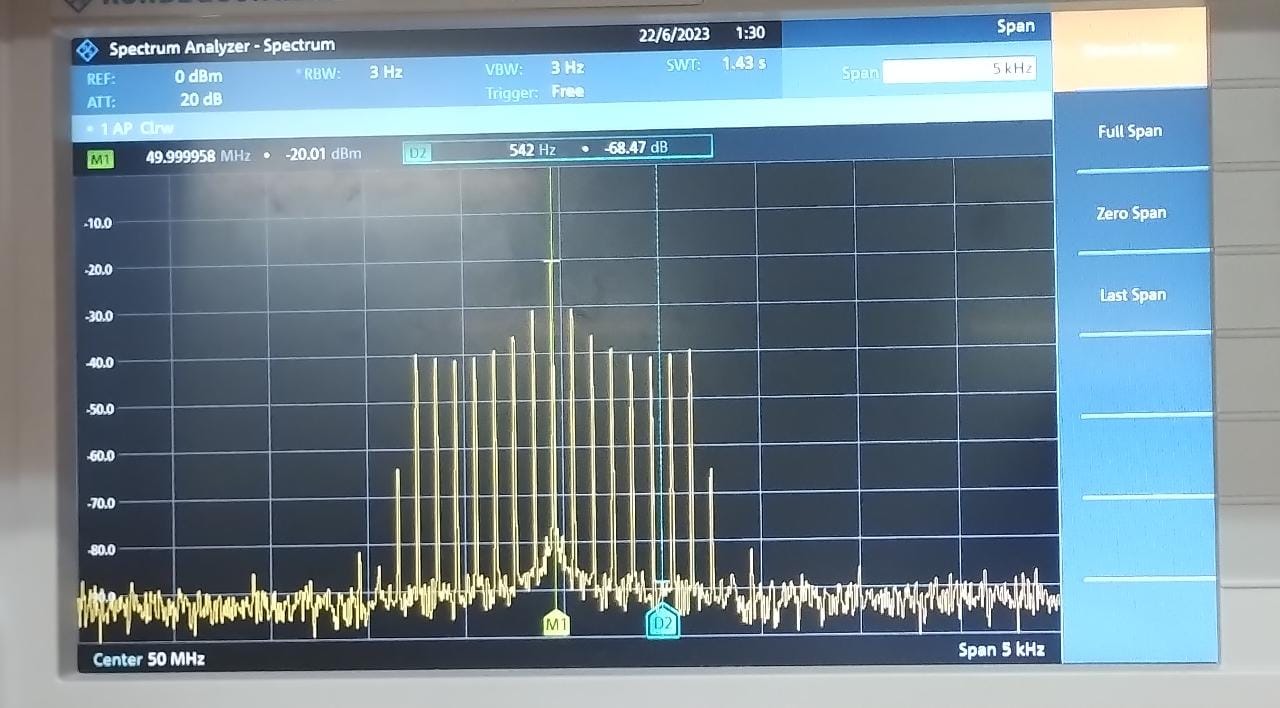 Spectrum Analyzer - Spectrum 22/6/2023 1:30 Span
REF: 0 dBm *RBW: 3 Hz VBW: 3 Hz SWT: 1.43 s Span 5 kHz
ATT: 20 dB Trigger: Free
• 1 AP Clrw
M1 49.999958 MHz • -20.01 dBm D2 542 Hz • -68.47 dB
Full Span
Zero Span
Last Span
-10.0
-20.0
-30.0
-40.0
-50.0
-60.0
-70.0
-80.0
M1 D2
Center 50 MHz Span 5 kHz